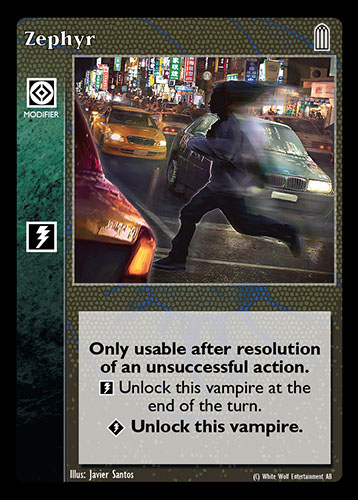 Zephyr
MODIFIER
Only usable after resolution
of an unsuccessful action.
Unlock this vampire at the
end of the turn.
Unlock this vampire.
Illus: Javier Santos
(C) White Wolf Entertainment AB